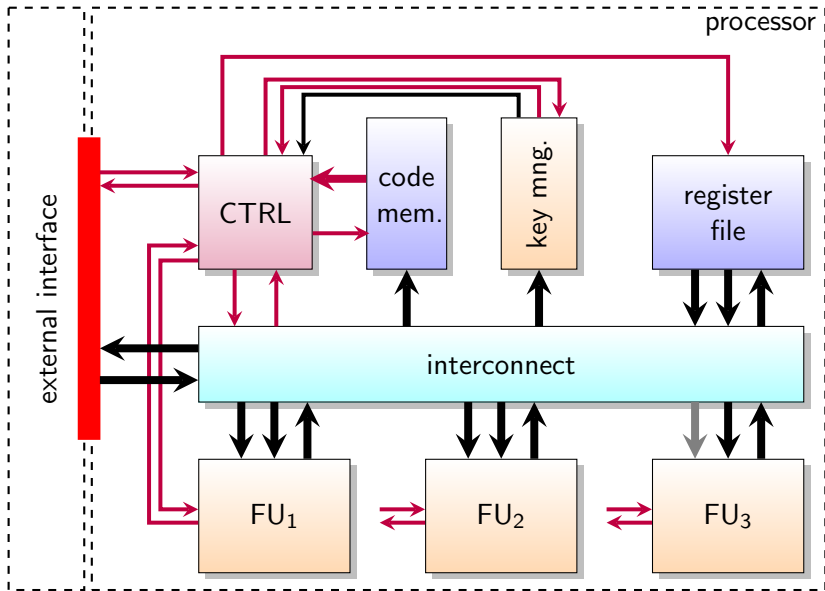 processor
external interface
CTRL
code
mem.
key mng.
register
file
interconnect
FU₁
FU₂
FU₃